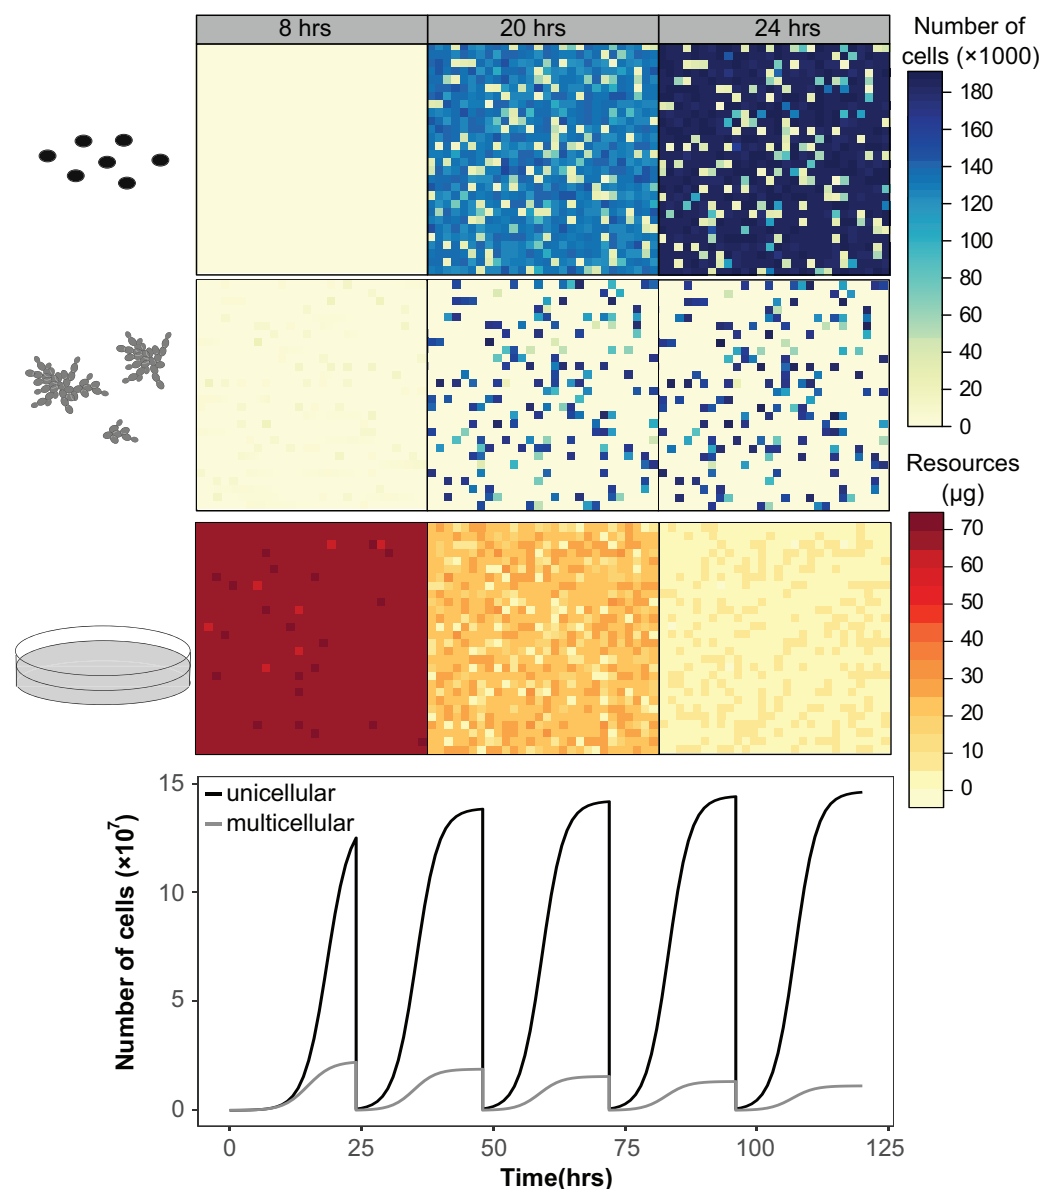 8 hrs
20 hrs
24 hrs
Number of
cells (×1000)
180
160
140
120
100
80
60
40
20
0
Resources
(µg)
70
60
50
40
30
20
10
0
unicellular
multicellular
Number of cells (×10⁷)
15
10
5
0
0
25
50
75
100
125
Time(hrs)